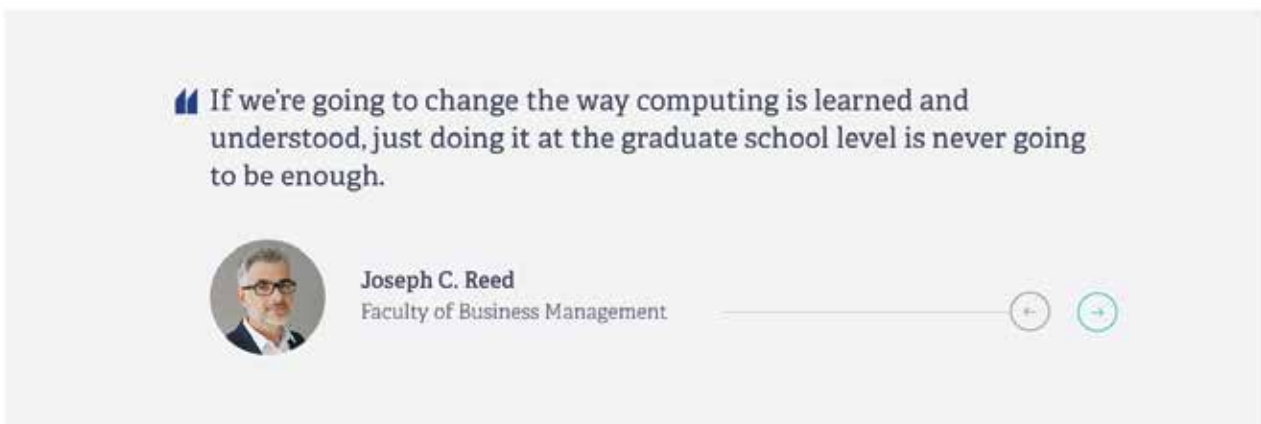 “ If we're going to change the way computing is learned and
understood, just doing it at the graduate school level is never going
to be enough.
Joseph C. Reed
Faculty of Business Management
← →